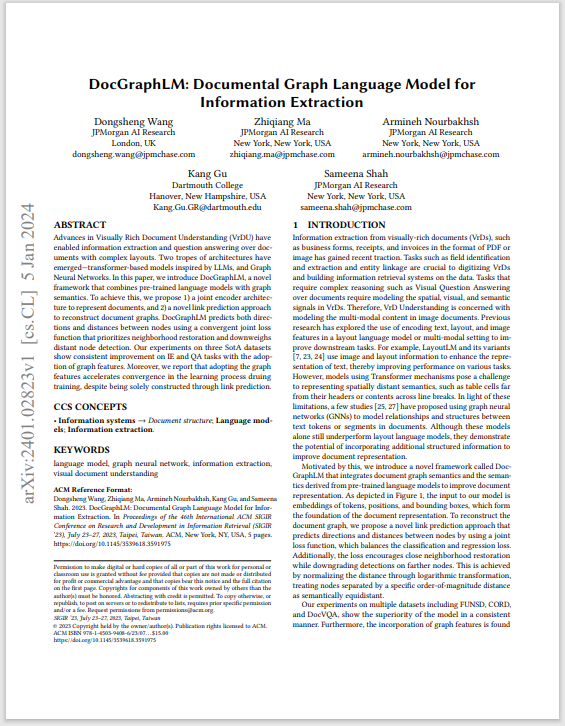 DocGraphLM: Documental Graph Language Model for
Information Extraction
Dongsheng Wang
JPMorgan AI Research
London, UK
dongsheng.wang@jpmchase.com
Zhiqiang Ma
JPMorgan AI Research
New York, New York, USA
zhiqiang.ma@jpmchase.com
Armineh Nourbakhsh
JPMorgan AI Research
New York, New York, USA
armineh.nourbakhsh@jpmchase.com
Kang Gu
Dartmouth College
Hanover, New Hampshire, USA
Kang.Gu.GR@dartmouth.edu
Sameena Shah
JPMorgan AI Research
New York, New York, USA
sameena.shah@jpmchase.com
arXiv:2401.02823v1 [cs.CL] 5 Jan 2024
ABSTRACT
Advances in Visually Rich Document Understanding (VrDU) have
enabled information extraction and question answering over doc-
uments with complex layouts. Two tropes of architectures have
emerged—transformer-based models inspired by LLMs, and Graph
Neural Networks. In this paper, we introduce DocGraphLM, a novel
framework that combines pre-trained language models with graph
semantics. To achieve this, we propose 1) a joint encoder architec-
ture to represent documents, and 2) a novel link prediction approach
to reconstruct document graphs. DocGraphLM predicts both direc-
tions and distances between nodes using a convergent joint loss
function that prioritizes neighborhood restoration and downweighs
distant node detection. Our experiments on three SotA datasets
show consistent improvement on IE and QA tasks with the adop-
tion of graph features. Moreover, we report that adopting the graph
features accelerates convergence in the learning process druing
training, despite being solely constructed through link prediction.
CCS CONCEPTS
• Information systems → Document structure; Language mod-
els; Information extraction.
KEYWORDS
language model, graph neural network, information extraction,
visual document understanding
ACM Reference Format:
Dongsheng Wang, Zhiqiang Ma, Armineh Nourbakhsh, Kang Gu, and Sameena
Shah. 2023. DocGraphLM: Documental Graph Language Model for Infor-
mation Extraction. In Proceedings of the 46th International ACM SIGIR
Conference on Research and Development in Information Retrieval (SIGIR
'23), July 23–27, 2023, Taipei, Taiwan. ACM, New York, NY, USA, 5 pages.
https://doi.org/10.1145/3539618.3591975
Permission to make digital or hard copies of all or part of this work for personal or
classroom use is granted without fee provided that copies are not made or distributed
for profit or commercial advantage and that copies bear this notice and the full citation
on the first page. Copyrights for components of this work owned by others than the
author(s) must be honored. Abstracting with credit is permitted. To copy otherwise, or
republish, to post on servers or to redistribute to lists, requires prior specific permission
and/or a fee. Request permissions from permissions@acm.org.
SIGIR '23, July 23–27, 2023, Taipei, Taiwan
© 2023 Copyright held by the owner/author(s). Publication rights licensed to ACM.
ACM ISBN 978-1-4503-9408-6/23/07...$15.00
https://doi.org/10.1145/3539618.3591975
1 INTRODUCTION
Information extraction from visually-rich documents (VrDs), such
as business forms, receipts, and invoices in the format of PDF or
image has gained recent traction. Tasks such as field identification
and extraction and entity linkage are crucial to digitizing VrDs
and building information retrieval systems on the data. Tasks that
require complex reasoning such as Visual Question Answering
over documents require modeling the spatial, visual, and semantic
signals in VrDs. Therefore, VrD Understanding is concerned with
modeling the multi-modal content in image documents. Previous
research has explored the use of encoding text, layout, and image
features in a layout language model or multi-modal setting to im-
prove downstream tasks. For example, LayoutLM and its variants
[7, 23, 24] use image and layout information to enhance the repre-
sentation of text, thereby improving performance on various tasks.
However, models using Transformer mechanisms pose a challenge
to representing spatially distant semantics, such as table cells far
from their headers or contents across line breaks. In light of these
limitations, a few studies [25, 27] have proposed using graph neural
networks (GNNs) to model relationships and structures between
text tokens or segments in documents. Although these models
alone still underperform layout language models, they demonstrate
the potential of incorporating additional structured information to
improve document representation.
Motivated by this, we introduce a novel framework called Doc-
GraphLM that integrates document graph semantics and the seman-
tics derived from pre-trained language models to improve document
representation. As depicted in Figure 1, the input to our model is
embeddings of tokens, positions, and bounding boxes, which form
the foundation of the document representation. To reconstruct the
document graph, we propose a novel link prediction approach that
predicts directions and distances between nodes by using a joint
loss function, which balances the classification and regression loss.
Additionally, the loss encourages close neighborhood restoration
while downgrading detections on farther nodes. This is achieved
by normalizing the distance through logarithmic transformation,
treating nodes separated by a specific order-of-magnitude distance
as semantically equidistant.
Our experiments on multiple datasets including FUNSD, CORD,
and DocVQA, show the superiority of the model in a consistent
manner. Furthermore, the incorporation of graph features is found